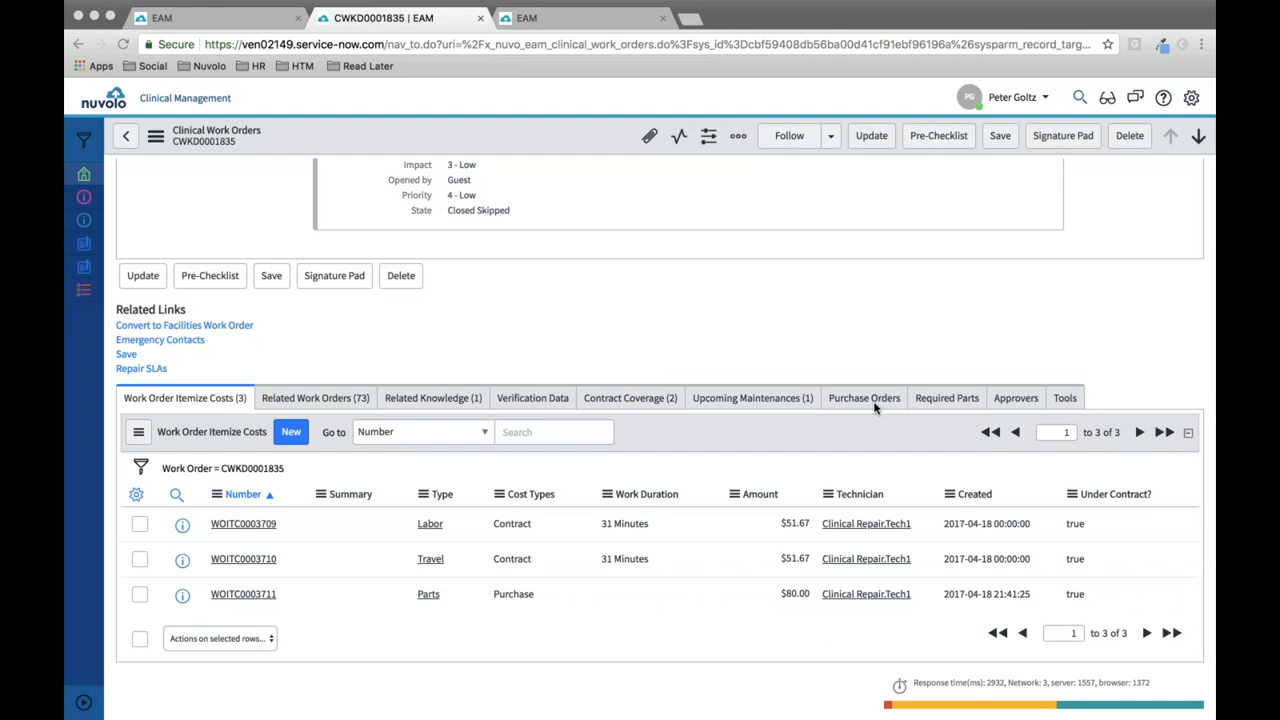 EAM
CWKD0001835 | EAM
EAM
Secure
https://ven02149.service-now.com/nav_to.do?uri=%2Fx_nuvo_eam_clinical_work_orders.do%3Fsys_id%3Dcbf59408db56ba00d41cf91ebf96196a%26sysparm_record_targ...
Apps Social Nuvolo HR HTM Read Later
nuvolo Clinical Management
PG Peter Goltz
Clinical Work Orders
CWKD0001835
Follow Update Pre-Checklist Save Signature Pad Delete
Impact 3 - Low
Opened by Guest
Priority 4 - Low
State Closed Skipped
Update Pre-Checklist Save Signature Pad Delete
Related Links
Convert to Facilities Work Order
Emergency Contacts
Save
Repair SLAs
Work Order Itemize Costs (3) Related Work Orders (73) Related Knowledge (1) Verification Data Contract Coverage (2) Upcoming Maintenances (1) Purchase Orders Required Parts Approvers Tools
Work Order Itemize Costs New Go to Number Search 1 to 3 of 3
Work Order = CWKD0001835
Number Summary Type Cost Types Work Duration Amount Technician Created Under Contract?
WOITC0003709 Labor Contract 31 Minutes $51.67 Clinical Repair.Tech1 2017-04-18 00:00:00 true
WOITC0003710 Travel Contract 31 Minutes $51.67 Clinical Repair.Tech1 2017-04-18 00:00:00 true
WOITC0003711 Parts Purchase $80.00 Clinical Repair.Tech1 2017-04-18 21:41:25 true
Actions on selected rows... 1 to 3 of 3
Response time(ms): 2932, Network: 3, server: 1557, browser: 1372